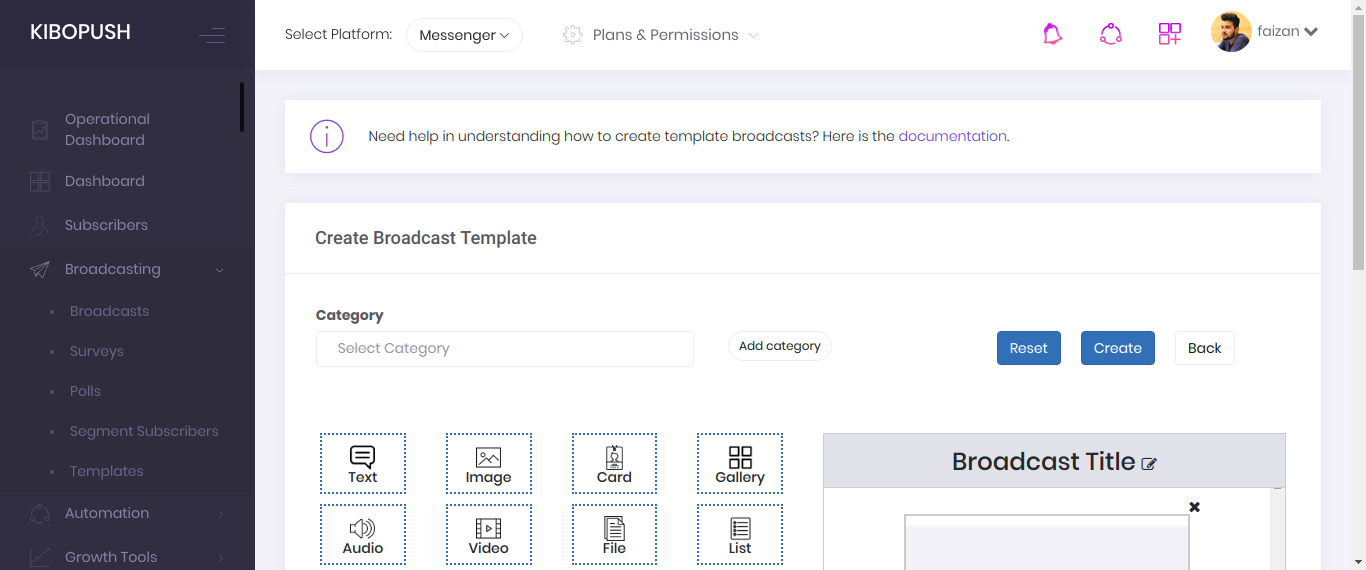 KIBOPUSH
Select Platform: Messenger
Plans & Permissions
faizan
Operational
Dashboard
Dashboard
Subscribers
Broadcasting
Broadcasts
Surveys
Polls
Segment Subscribers
Templates
Automation
Growth Tools
Need help in understanding how to create template broadcasts? Here is the documentation.
Create Broadcast Template
Category
Select Category
Add category
Reset
Create
Back
Text
Image
Card
Gallery
Audio
Video
File
List
Broadcast Title